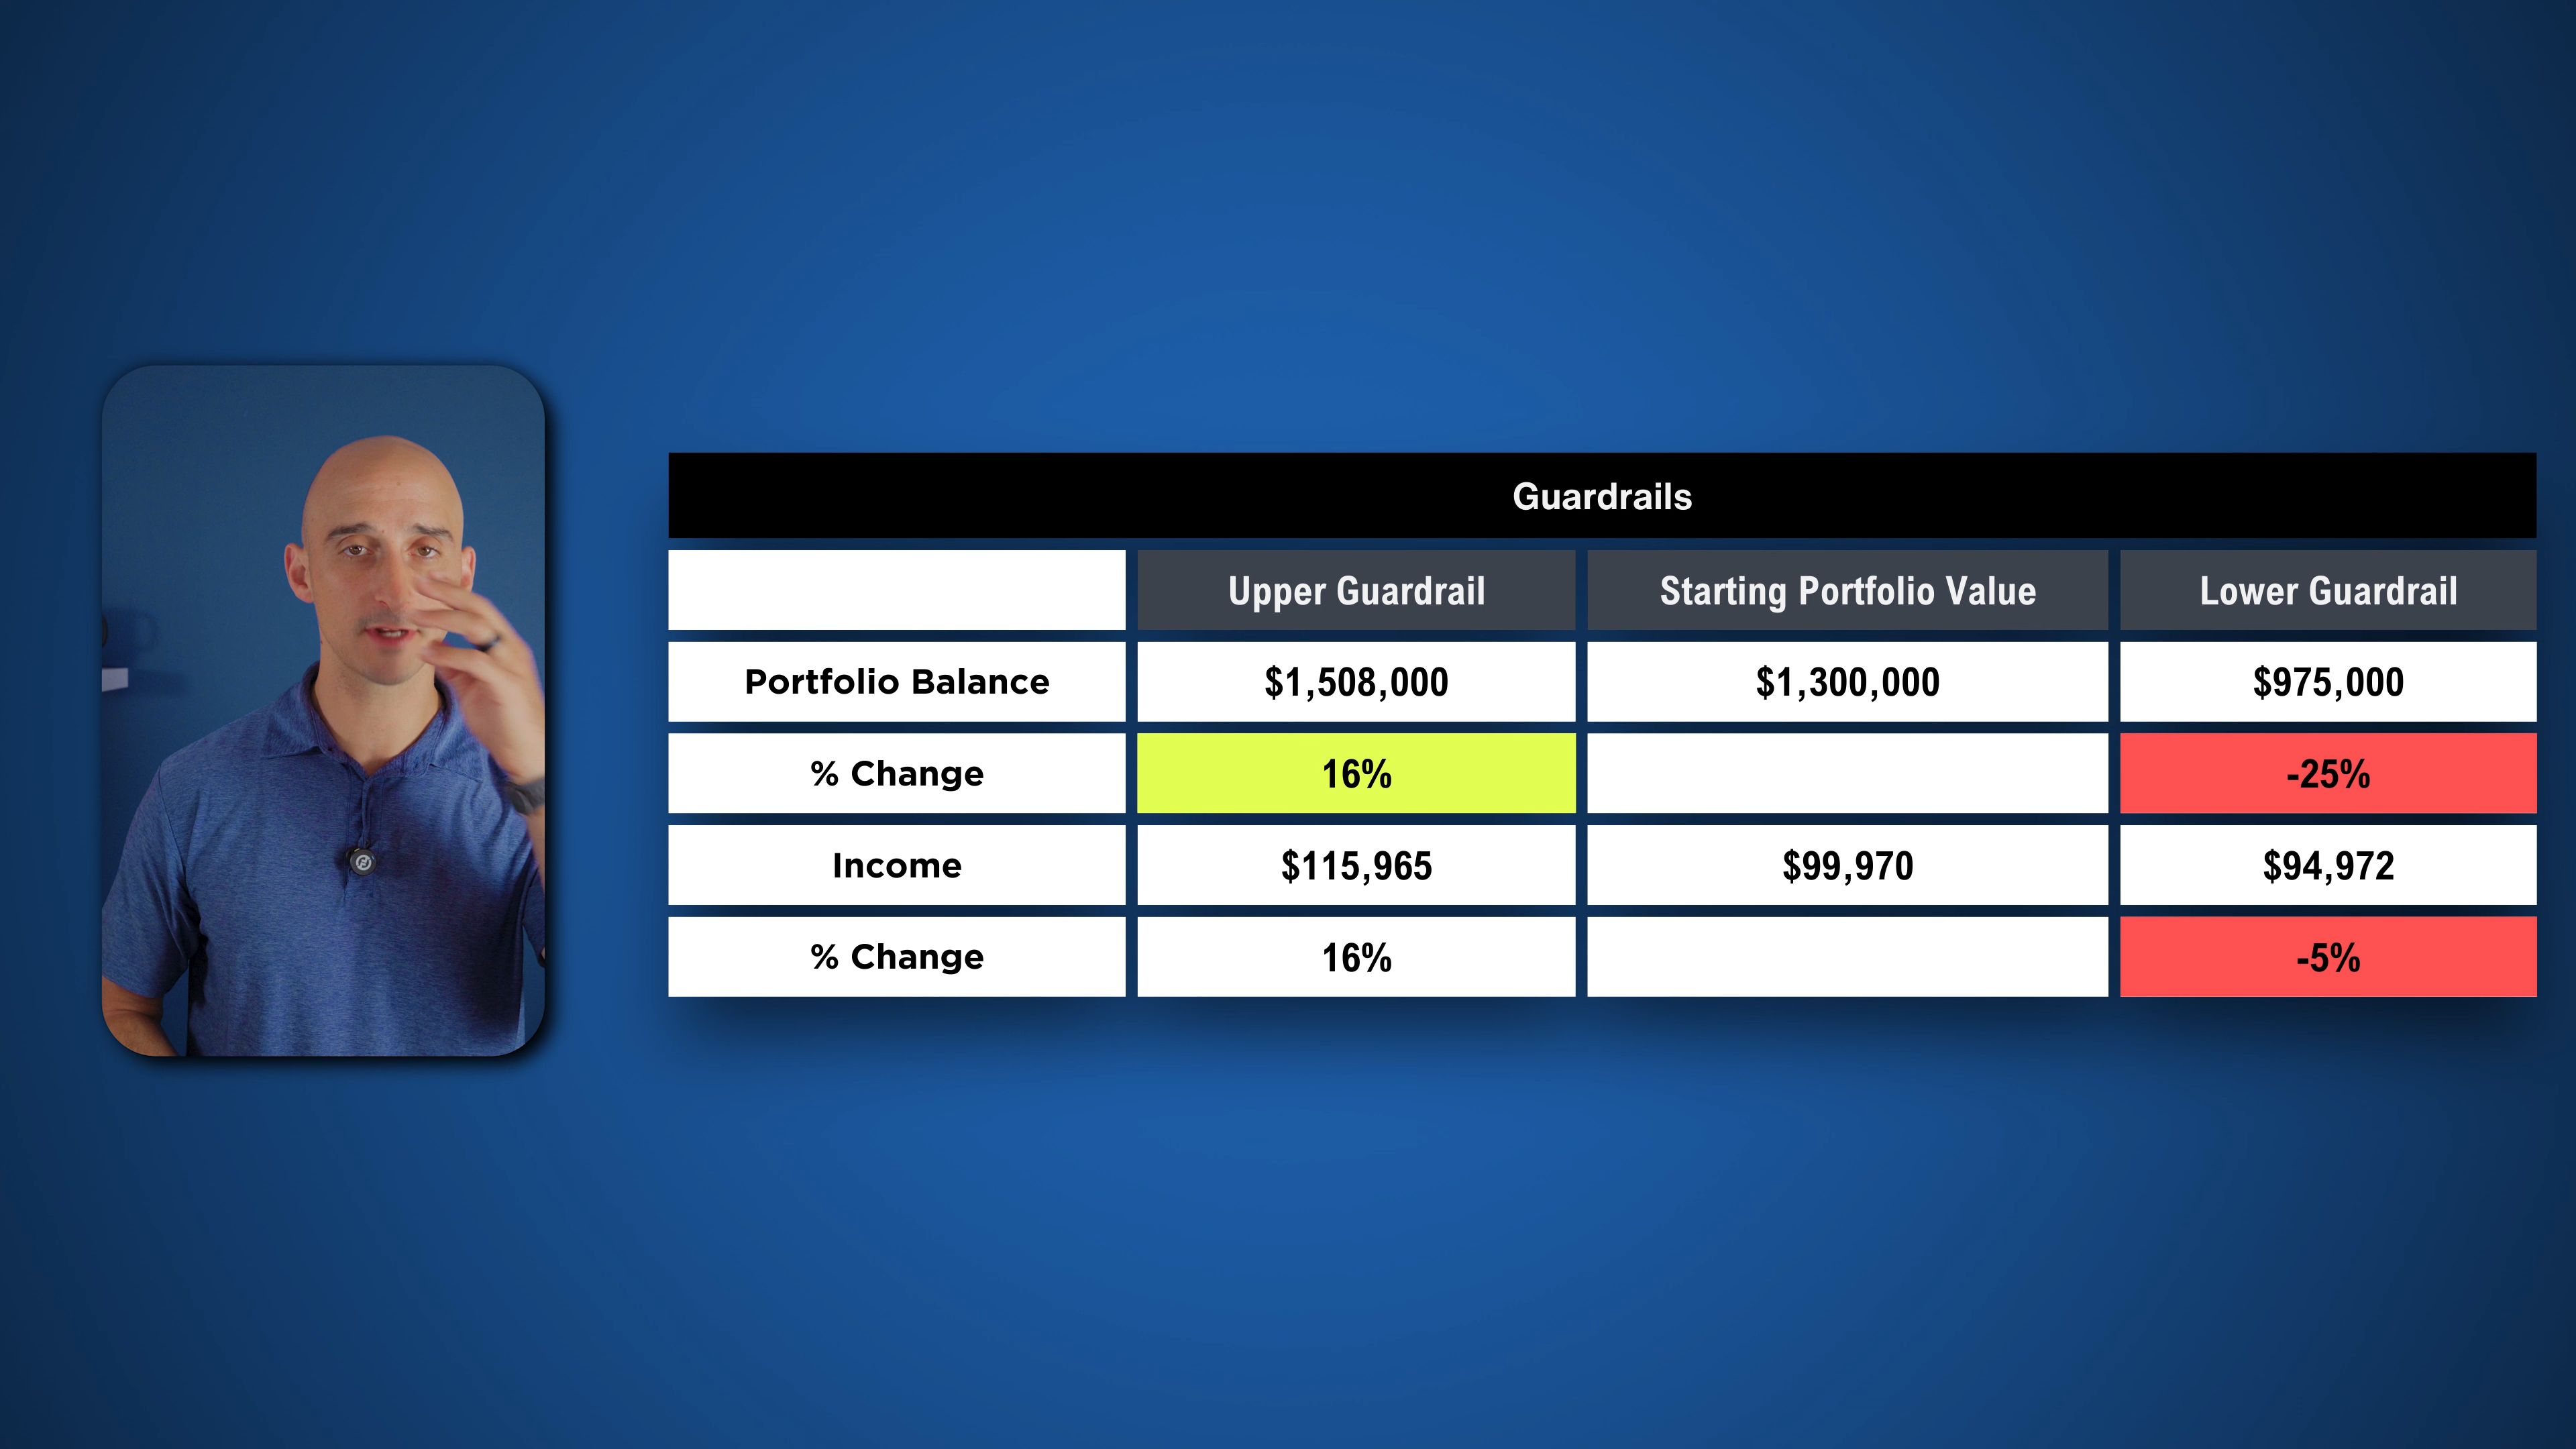 Guardrails
Upper Guardrail Starting Portfolio Value Lower Guardrail
Portfolio Balance $1,508,000 $1,300,000 $975,000
% Change 16% -25%
Income $115,965 $99,970 $94,972
% Change 16% -5%